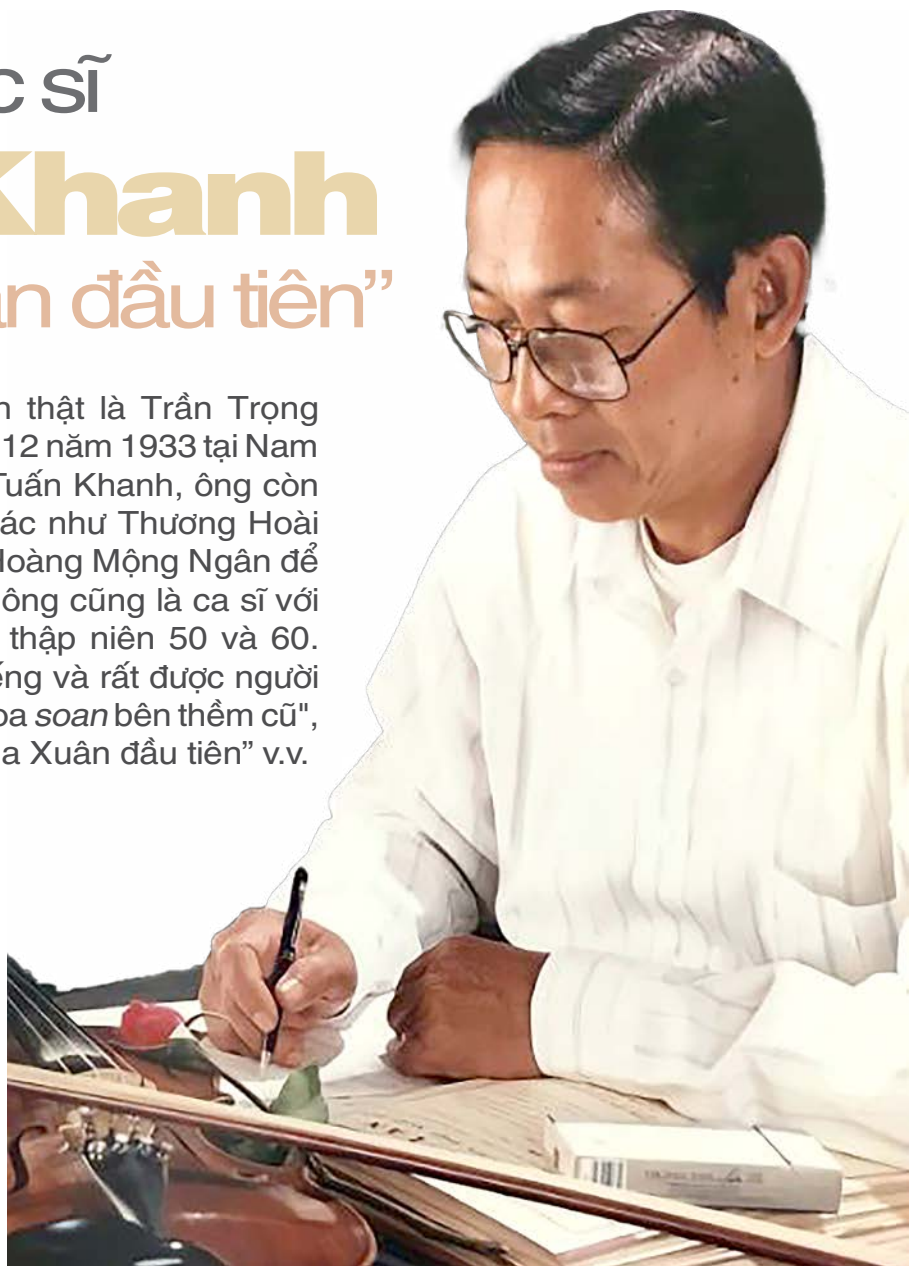 c sĩ
Khanh
n đầu tiên”
n thật là Trần Trọng
12 năm 1933 tại Nam
Tuấn Khanh, ông còn
ác như Thương Hoài
Hoàng Mộng Ngân để
ông cũng là ca sĩ với
thập niên 50 và 60.
ếng và rất được người
oa soan bên thềm cũ",
a Xuân đầu tiên” v.v.